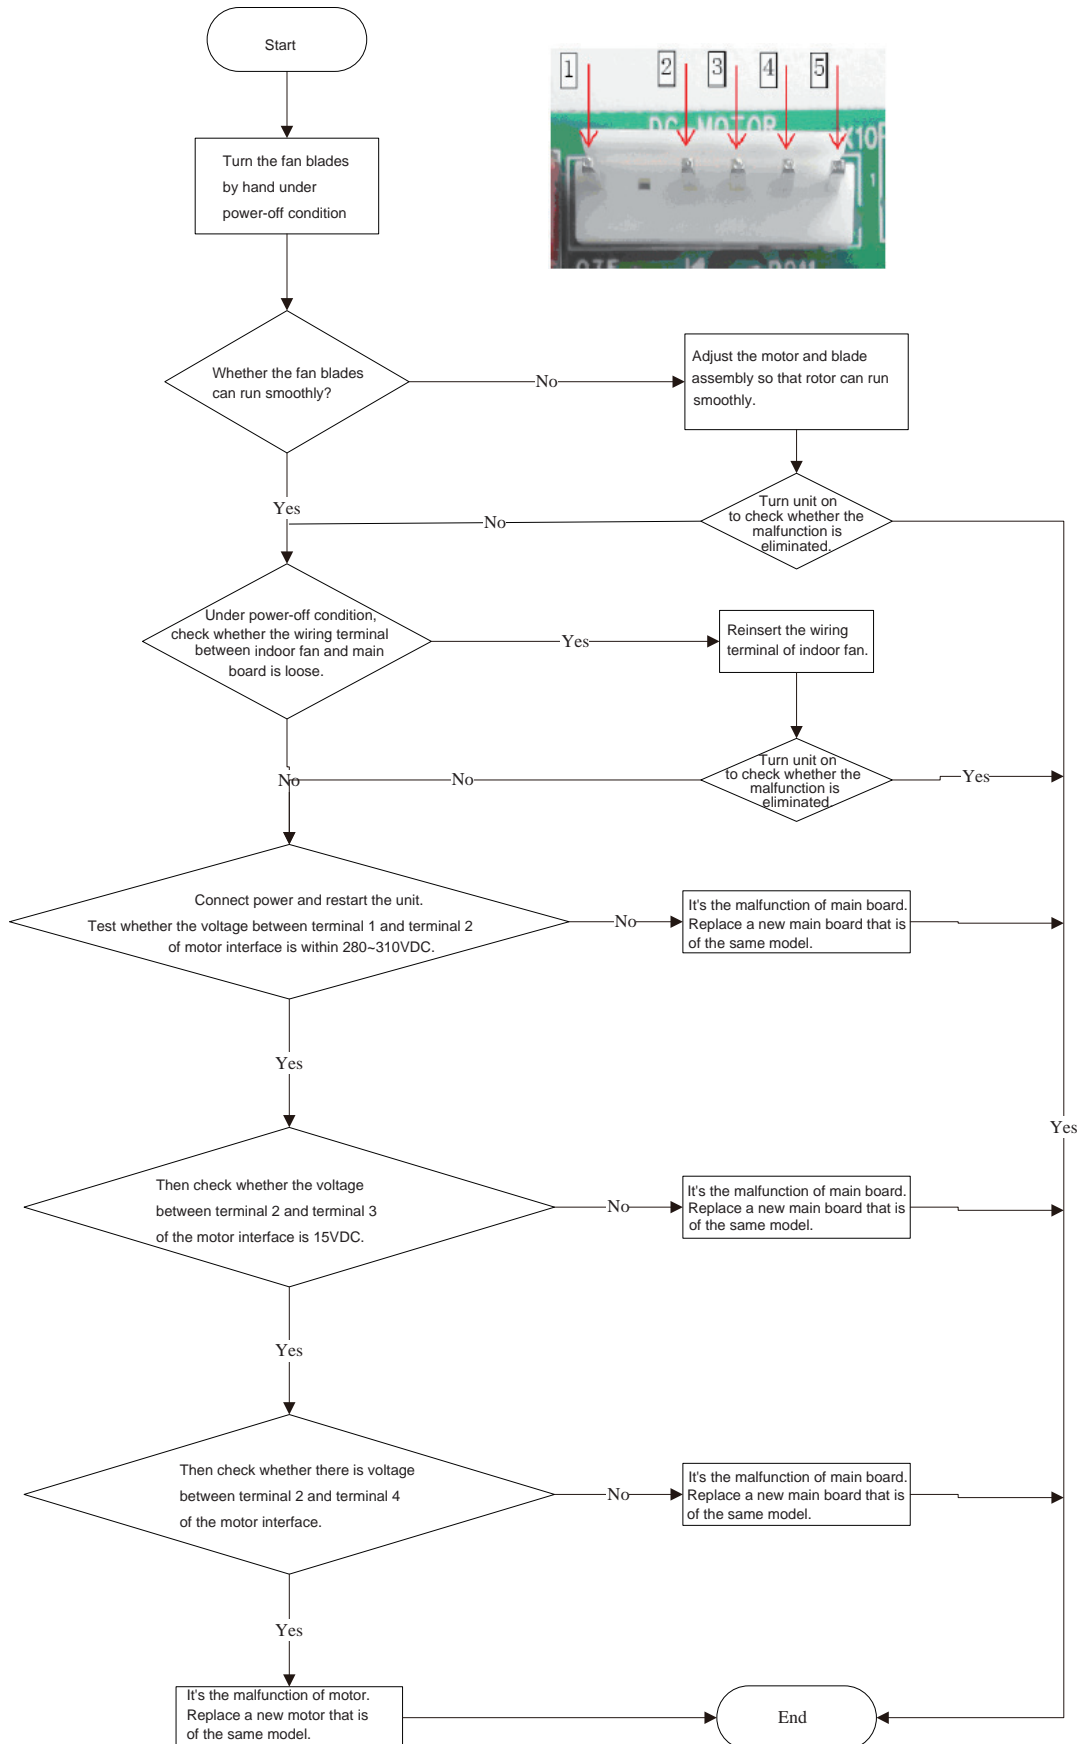 Start
1
2
3
4
5
DC-MOTOR
1
Turn the fan blades
by hand under
power-off condition
Whether the fan blades
can run smoothly?
No
Adjust the motor and blade
assembly so that rotor can run
smoothly.
Yes
No
Turn unit on
to check whether the
malfunction is
eliminated.
Under power-off condition,
check whether the wiring terminal
between indoor fan and main
board is loose.
Yes
Reinsert the wiring
terminal of indoor fan.
No
No
Turn unit on
to check whether the
malfunction is
eliminated
Yes
Connect power and restart the unit.
Test whether the voltage between terminal 1 and terminal 2
of motor interface is within 280~310VDC.
No
It's the malfunction of main board.
Replace a new main board that is
of the same model.
Yes
Yes
Then check whether the voltage
between terminal 2 and terminal 3
of the motor interface is 15VDC.
No
It's the malfunction of main board.
Replace a new main board that is
of the same model.
Yes
Then check whether there is voltage
between terminal 2 and terminal 4
of the motor interface.
No
It's the malfunction of main board.
Replace a new main board that is
of the same model.
Yes
It's the malfunction of motor.
Replace a new motor that is
of the same model.
End